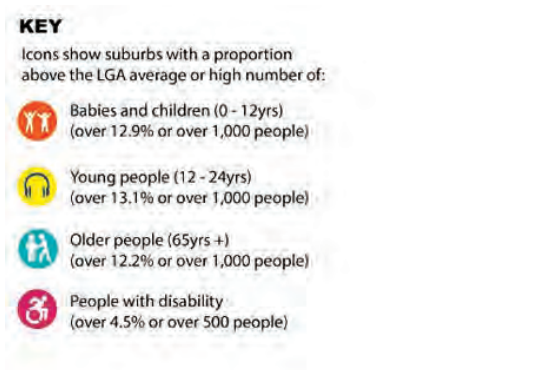 KEY
Icons show suburbs with a proportion
above the LGA average or high number of:
Babies and children (0 - 12yrs)
(over 12.9% or over 1,000 people)
Young people (12 - 24yrs)
(over 13.1% or over 1,000 people)
Older people (65yrs +)
(over 12.2% or over 1,000 people)
People with disability
(over 4.5% or over 500 people)